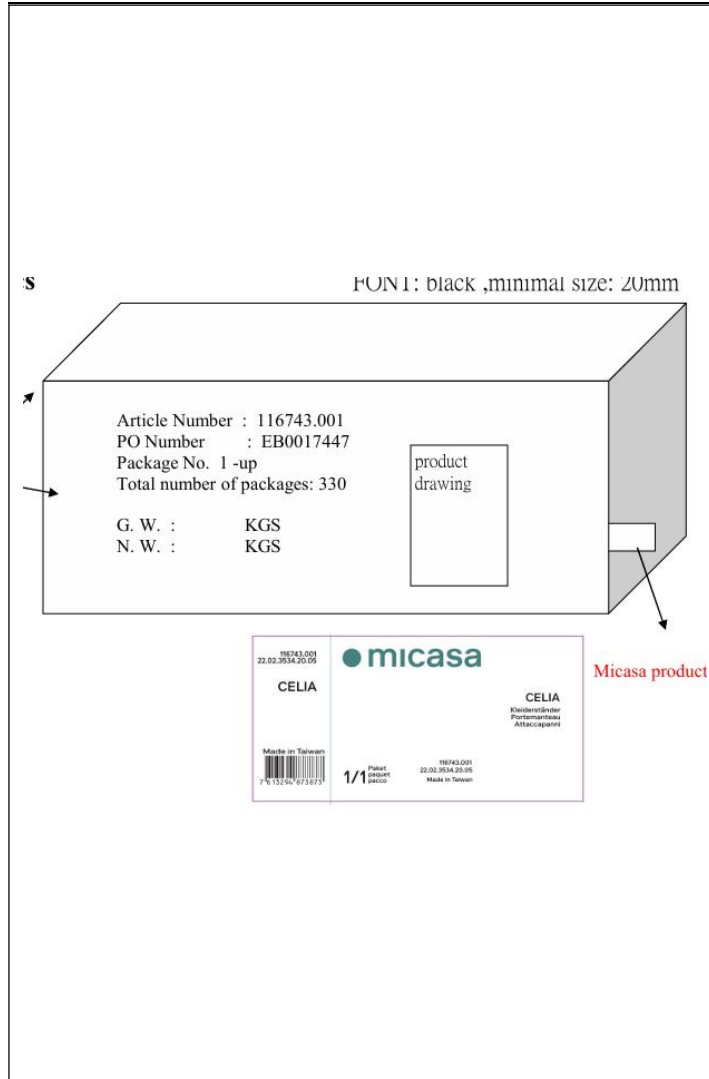 s
FONT: black ,minimal size: 20mm
Article Number : 116743.001
PO Number : EB0017447
Package No. 1 -up
Total number of packages: 330
G. W. : KGS
N. W. : KGS
product
drawing
Micasa product
116743.001
22.02.3534.20.05
CELIA
Made in Taiwan
7 613294 873873
micasa
CELIA
Kleiderständer
Portemanteau
Attaccapanni
1/1 Paket
paquet
pacco
116743.001
22.02.3534.20.05
Made in Taiwan